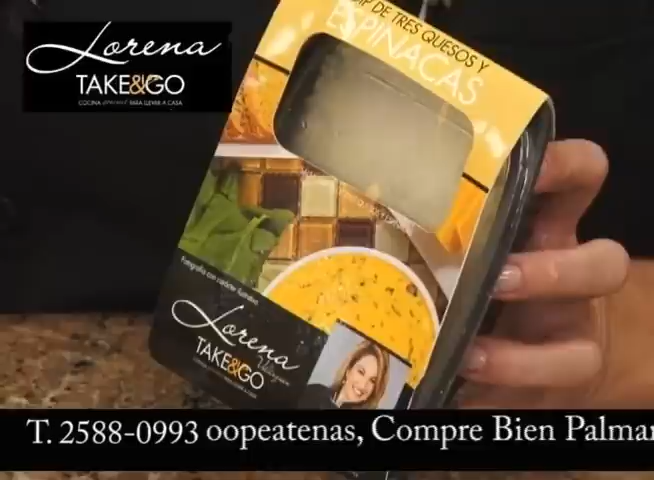 Lorena
TAKE&GO
COCINA gourmet PARA LLEVAR A CASA
DIP DE TRES QUESOS Y
ESPINACAS
Fotografía con carácter ilustrativo
Lorena
TAKE&GO
T. 2588-0993 oopeatenas, Compre Bien Palmar